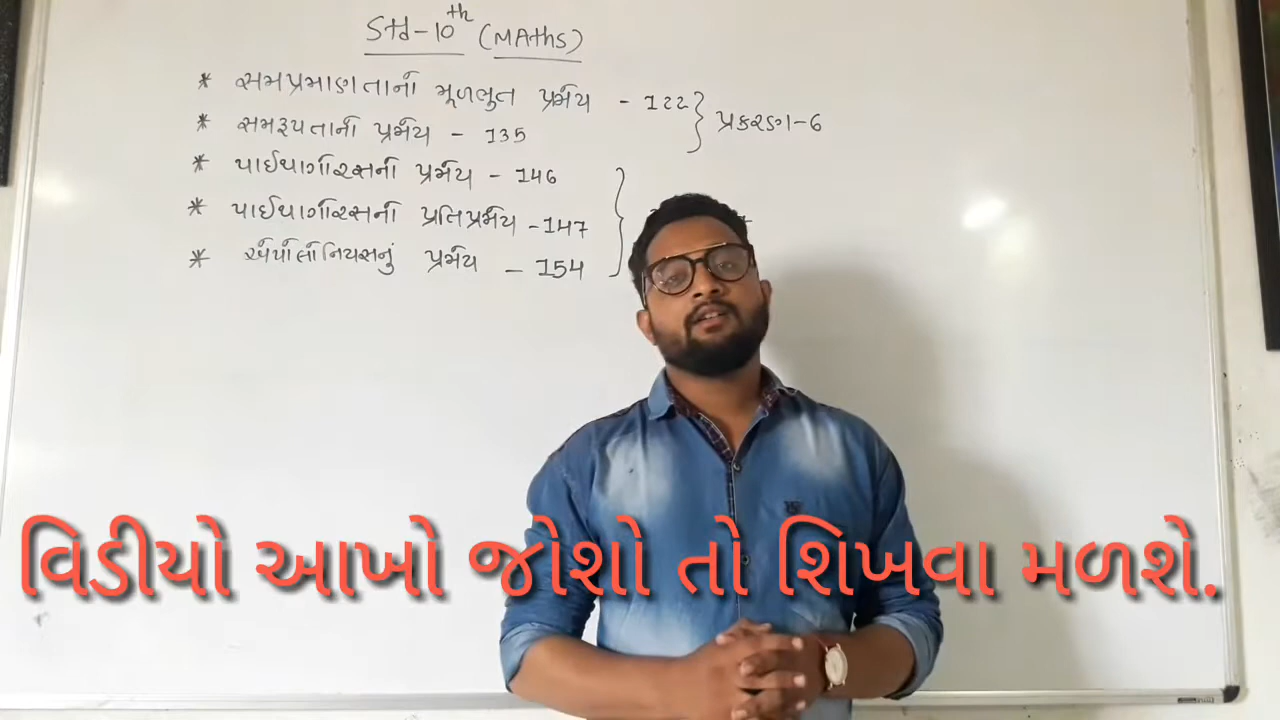 Std-10th (MAths)
* સમપ્રમાણતાની મૂળભુત પ્રમેય - 122
* સમરૂપતાની પ્રમેય - 135 } પ્રકરણ-6
* પાઈથાગોરસની પ્રમેય - 146
* પાઈથાગોરસની પ્રતિપ્રમેય - 147
* એપોલોનિયસનું પ્રમેય - 154
વિડીયો આખો જોશો તો શિખવા મળશે.